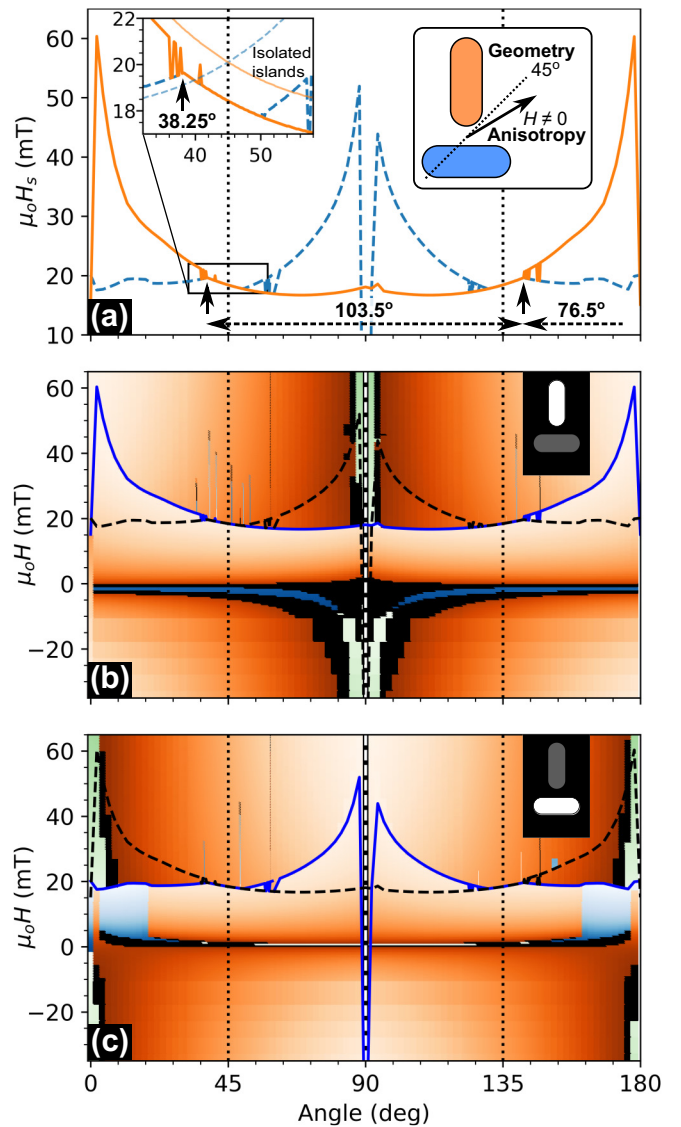 22
20
18
40
50
Isolated
islands
38.25°
Geometry
45°
H ≠ 0
Anisotropy
60
50
40
30
20
10
μₒHₛ (mT)
(a)
103.5°
76.5°
60
40
20
0
−20
μₒH (mT)
(b)
60
40
20
0
−20
μₒH (mT)
(c)
0
45
90
135
180
Angle (deg)